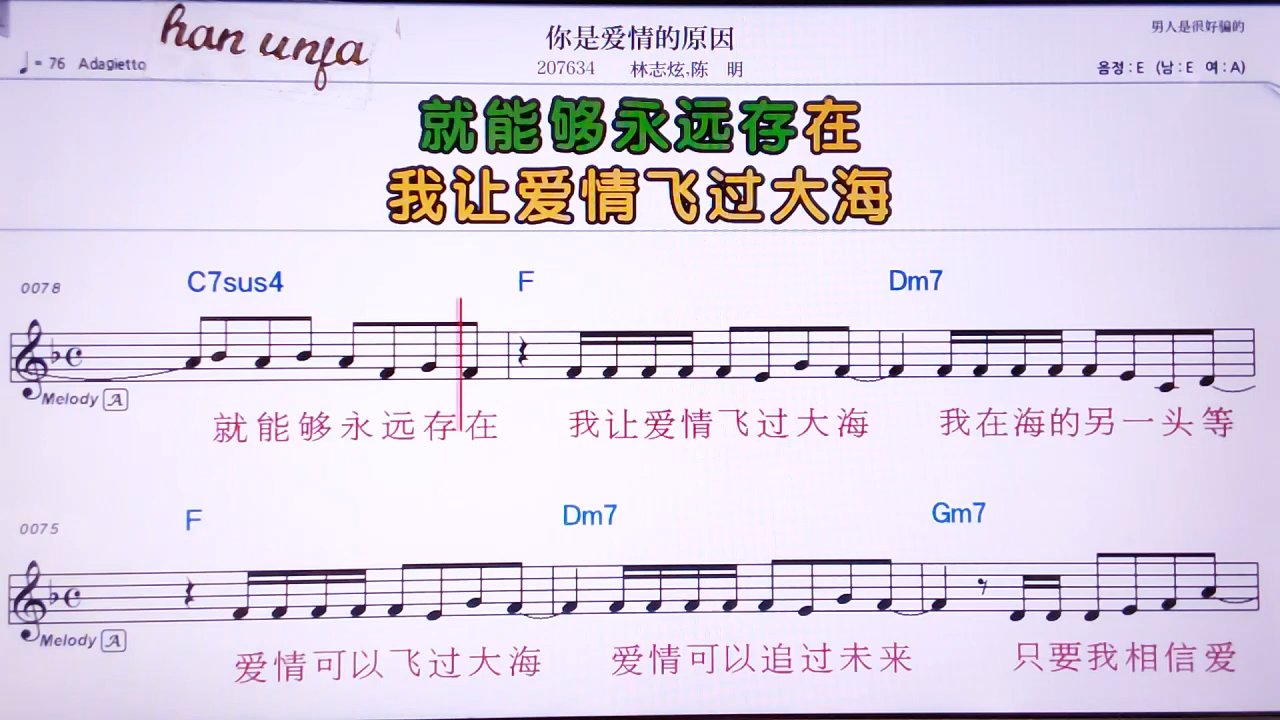 han unfa
♩= 76 Adagietto
你是爱情的原因
207634 林志炫,陈 明
男人是很好骗的
음정 : E (남 : E 여 : A)
就能够永远存在
我让爱情飞过大海
0078
C7sus4 F Dm7
Melody A
就能够永远存在 我让爱情飞过大海 我在海的另一头等
0075
F Dm7 Gm7
Melody A
爱情可以飞过大海 爱情可以追过未来 只要我相信爱